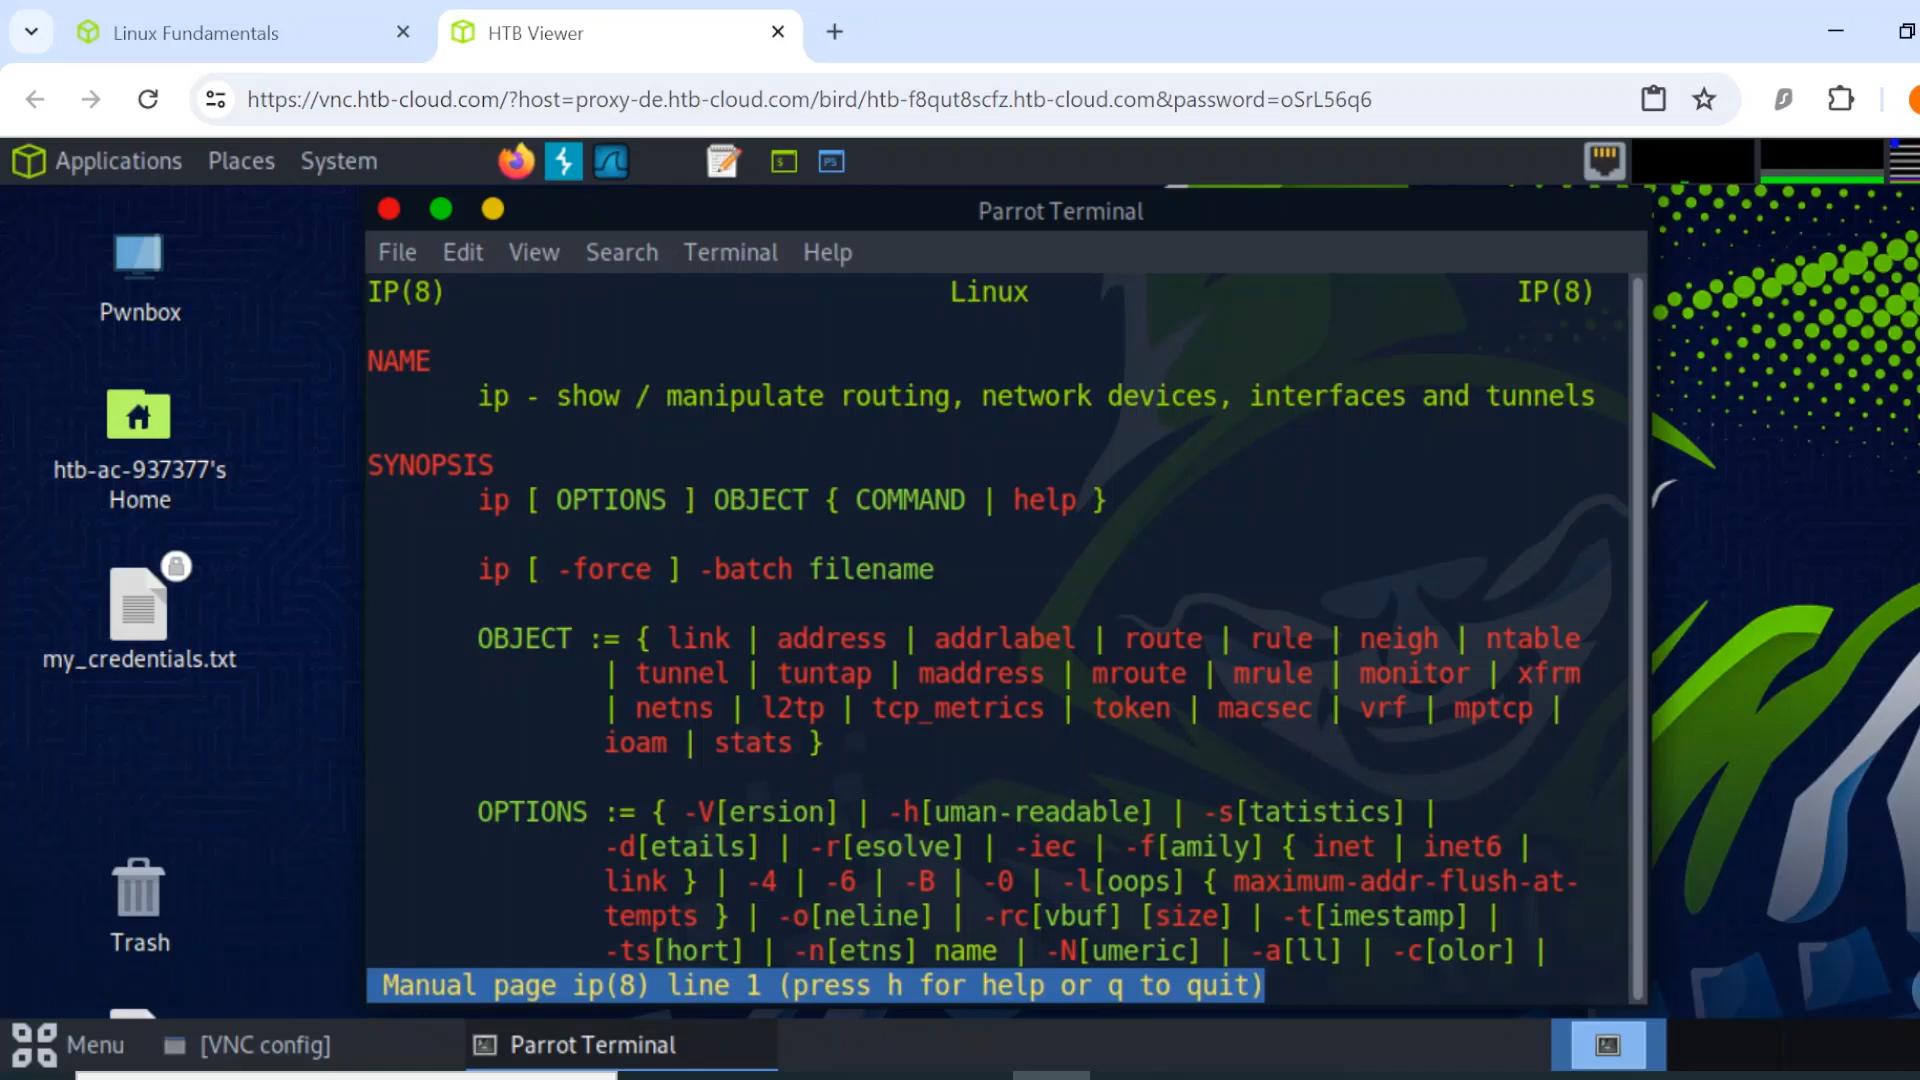 Linux Fundamentals
HTB Viewer
https://vnc.htb-cloud.com/?host=proxy-de.htb-cloud.com/bird/htb-f8qut8scfz.htb-cloud.com&password=oSrL56q6
Applications Places System
$
PS
Parrot Terminal
File Edit View Search Terminal Help
Pwnbox
htb-ac-937377's
Home
my_credentials.txt
Trash
IP(8) Linux IP(8)
NAME
ip - show / manipulate routing, network devices, interfaces and tunnels
SYNOPSIS
ip [ OPTIONS ] OBJECT { COMMAND | help }
ip [ -force ] -batch filename
OBJECT := { link | address | addrlabel | route | rule | neigh | ntable
| tunnel | tuntap | maddress | mroute | mrule | monitor | xfrm
| netns | l2tp | tcp_metrics | token | macsec | vrf | mptcp |
ioam | stats }
OPTIONS := { -V[ersion] | -h[uman-readable] | -s[tatistics] |
-d[etails] | -r[esolve] | -iec | -f[amily] { inet | inet6 |
link } | -4 | -6 | -B | -0 | -l[oops] { maximum-addr-flush-at-
tempts } | -o[neline] | -rc[vbuf] [size] | -t[imestamp] |
-ts[hort] | -n[etns] name | -N[umeric] | -a[ll] | -c[olor] |
Manual page ip(8) line 1 (press h for help or q to quit)
Menu [VNC config] Parrot Terminal